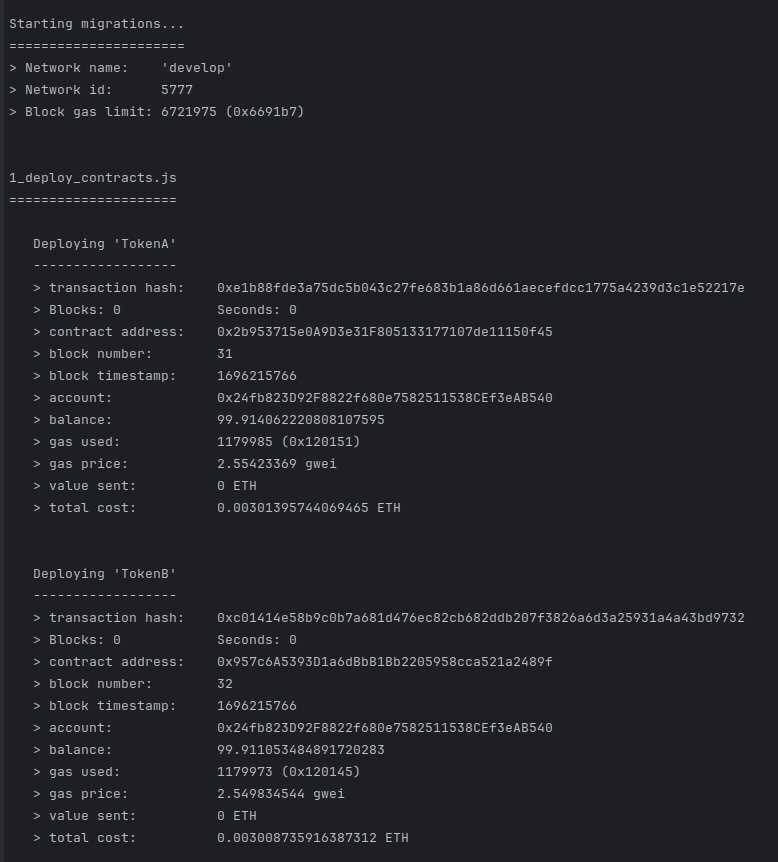 Starting migrations...
======================
> Network name:    'develop'
> Network id:      5777
> Block gas limit: 6721975 (0x6691b7)
1_deploy_contracts.js
=====================
Deploying 'TokenA'
------------------
> transaction hash:    0xe1b88fde3a75dc5b043c27fe683b1a86d661aecefdcc1775a4239d3c1e52217e
> Blocks: 0            Seconds: 0
> contract address:    0x2b953715e0A9D3e31F805133177107de11150f45
> block number:        31
> block timestamp:     1696215766
> account:             0x24fb823D92F8822f680e7582511538CEf3eAB540
> balance:             99.914062220808107595
> gas used:            1179985 (0x120151)
> gas price:           2.55423369 gwei
> value sent:          0 ETH
> total cost:          0.00301395744069465 ETH
Deploying 'TokenB'
------------------
> transaction hash:    0xc01414e58b9c0b7a681d476ec82cb682ddb207f3826a6d3a25931a4a43bd9732
> Blocks: 0            Seconds: 0
> contract address:    0x957c6A5393D1a6dBbB1Bb2205958cca521a2489f
> block number:        32
> block timestamp:     1696215766
> account:             0x24fb823D92F8822f680e7582511538CEf3eAB540
> balance:             99.911053484891720283
> gas used:            1179973 (0x120145)
> gas price:           2.549834544 gwei
> value sent:          0 ETH
> total cost:          0.003008735916387312 ETH